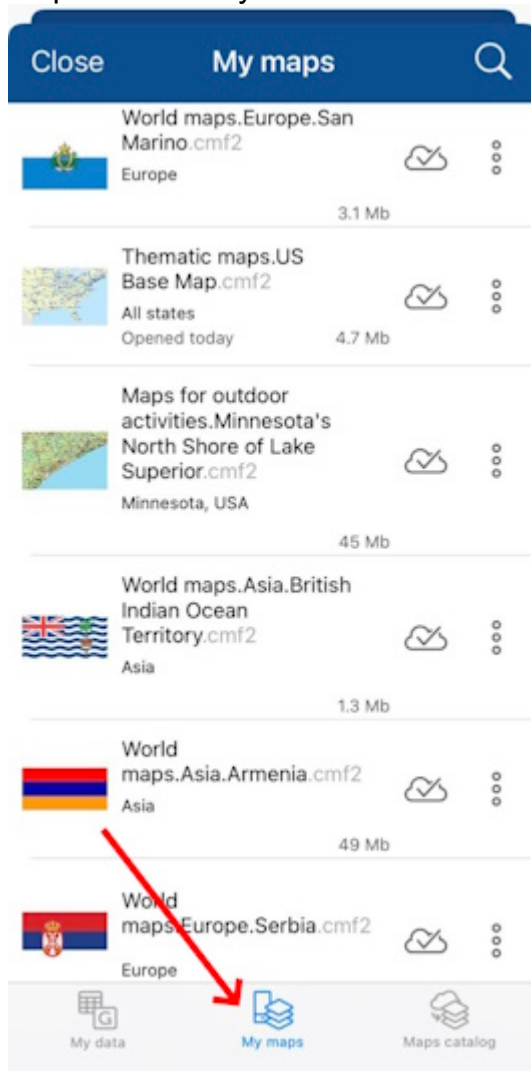 Close
My maps
World maps.Europe.San
Marino.cmf2
Europe
3.1 Mb
Thematic maps.US
Base Map.cmf2
All states
Opened today
4.7 Mb
Maps for outdoor
activities.Minnesota's
North Shore of Lake
Superior.cmf2
Minnesota, USA
45 Mb
World maps.Asia.British
Indian Ocean
Territory.cmf2
Asia
1.3 Mb
World
maps.Asia.Armenia.cmf2
Asia
49 Mb
World
maps.Europe.Serbia.cmf2
Europe
G
My data
My maps
Maps catalog